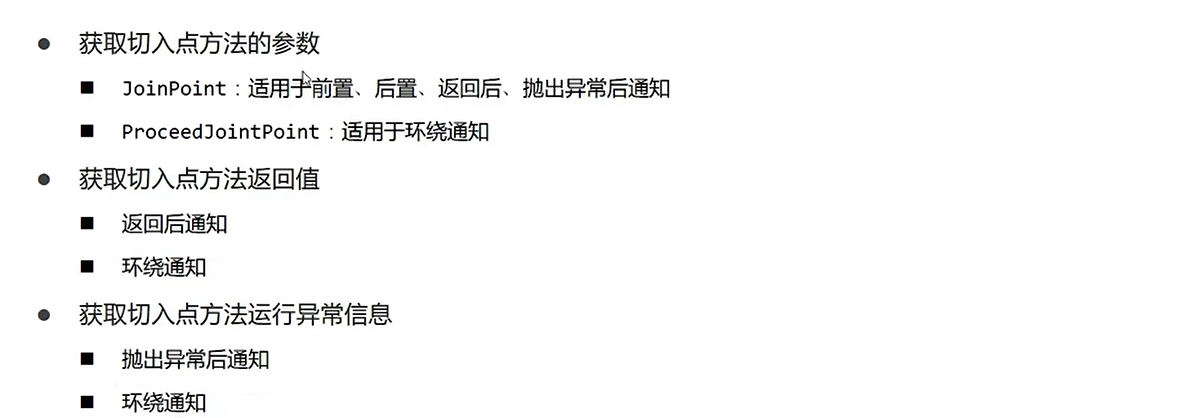 ● 获取切入点方法的参数
■ JoinPoint：适用于前置、后置、返回后、抛出异常后通知
■ ProceedJointPoint：适用于环绕通知
● 获取切入点方法返回值
■ 返回后通知
■ 环绕通知
● 获取切入点方法运行异常信息
■ 抛出异常后通知
■ 环绕通知